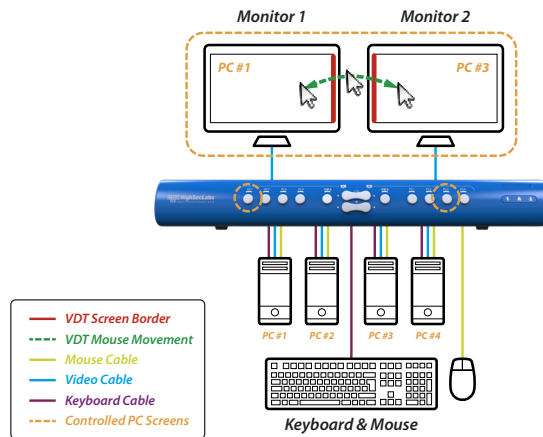 Monitor 1
Monitor 2
PC #1
PC #3
HighSecLabs
PC #1
PC #2
PC #3
PC #4
VDT Screen Border
VDT Mouse Movement
Mouse Cable
Video Cable
Keyboard Cable
Controlled PC Screens
Keyboard & Mouse